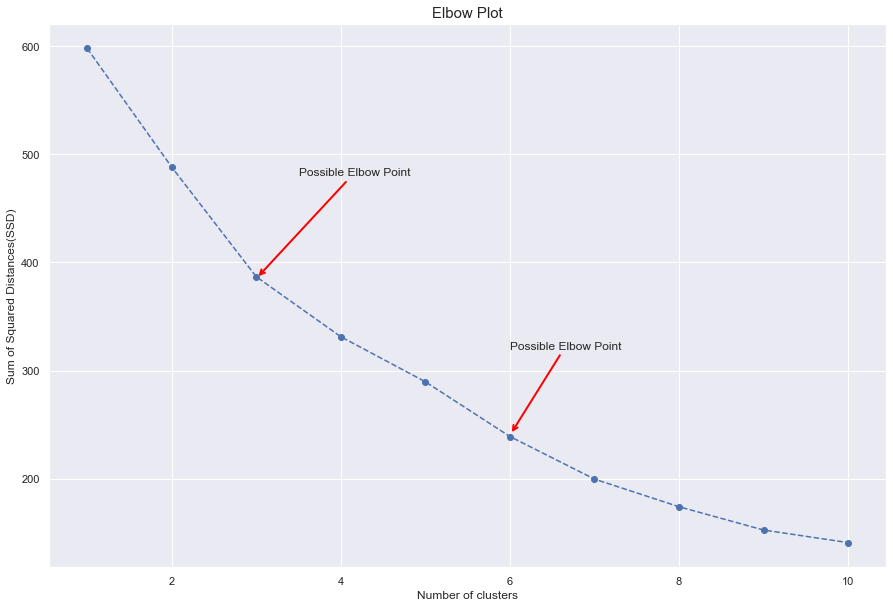 Elbow Plot
600
500
400
300
200
Sum of Squared Distances(SSD)
Possible Elbow Point
Possible Elbow Point
2
4
6
8
10
Number of clusters